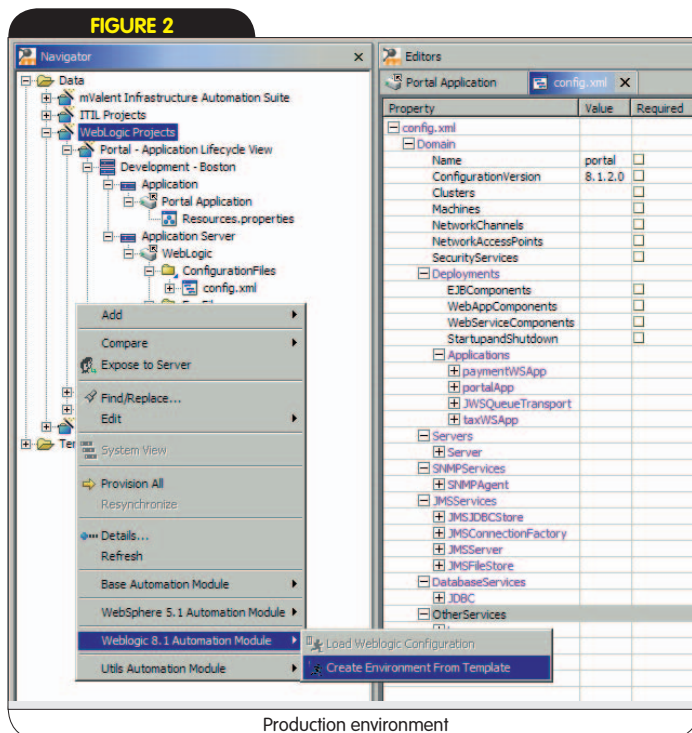 FIGURE 2
Navigator
Data
mValent Infrastructure Automation Suite
ITIL Projects
WebLogic Projects
Portal - Application Lifecycle View
Development - Boston
Application
Portal Application
Resources.properties
Application Server
WebLogic
ConfigurationFiles
config.xml
Add
Compare
Expose to Server
Find/Replace...
Edit
System View
Provision All
Resynchronize
Details...
Refresh
Base Automation Module
WebSphere 5.1 Automation Module
Weblogic 8.1 Automation Module
Utils Automation Module
Load Weblogic Configuration
Create Environment From Template
Editors
Portal Application config.xml
Property Value Required
config.xml
Domain
Name portal
ConfigurationVersion 8.1.2.0
Clusters
Machines
NetworkChannels
NetworkAccessPoints
SecurityServices
Deployments
EJBComponents
WebAppComponents
WebServiceComponents
StartupandShutdown
Applications
paymentWSApp
portalApp
JWSQueueTransport
taxWSApp
Servers
Server
SNMPServices
SNMPAgent
JMSServices
JMSJDBCStore
JMSConnectionFactory
JMSServer
JMSFileStore
DatabaseServices
JDBC
OtherServices
Production environment